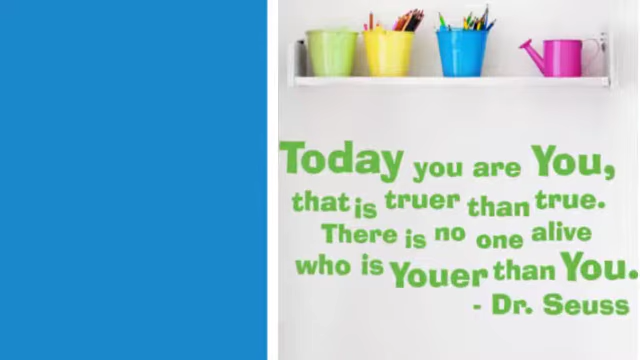 Today you are You,
that is truer than true.
There is no one alive
who is Youer than You.
- Dr. Seuss